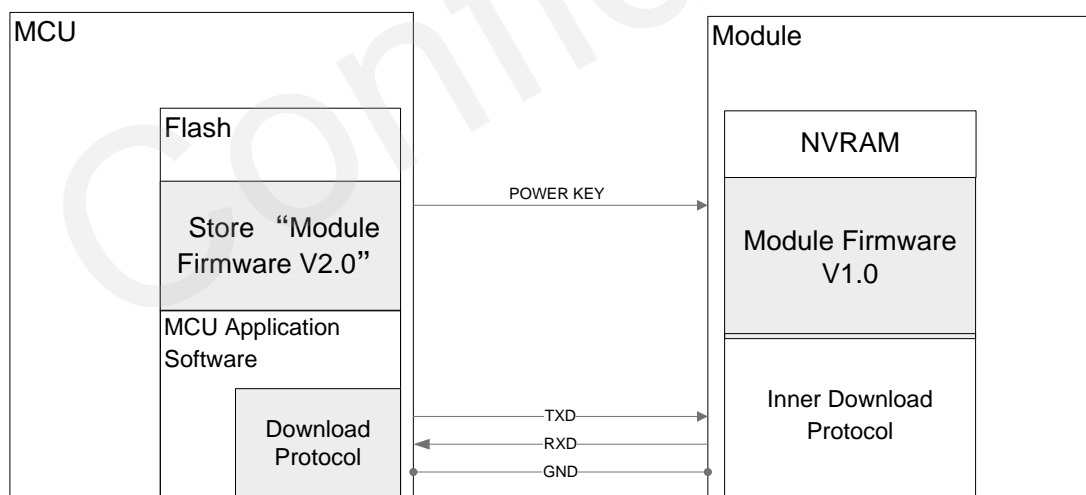 MCU
Module
Flash
NVRAM
POWER KEY
Store “Module
Firmware V2.0”
Module Firmware
V1.0
MCU Application
Software
Download
Protocol
TXD
RXD
GND
Inner Download
Protocol